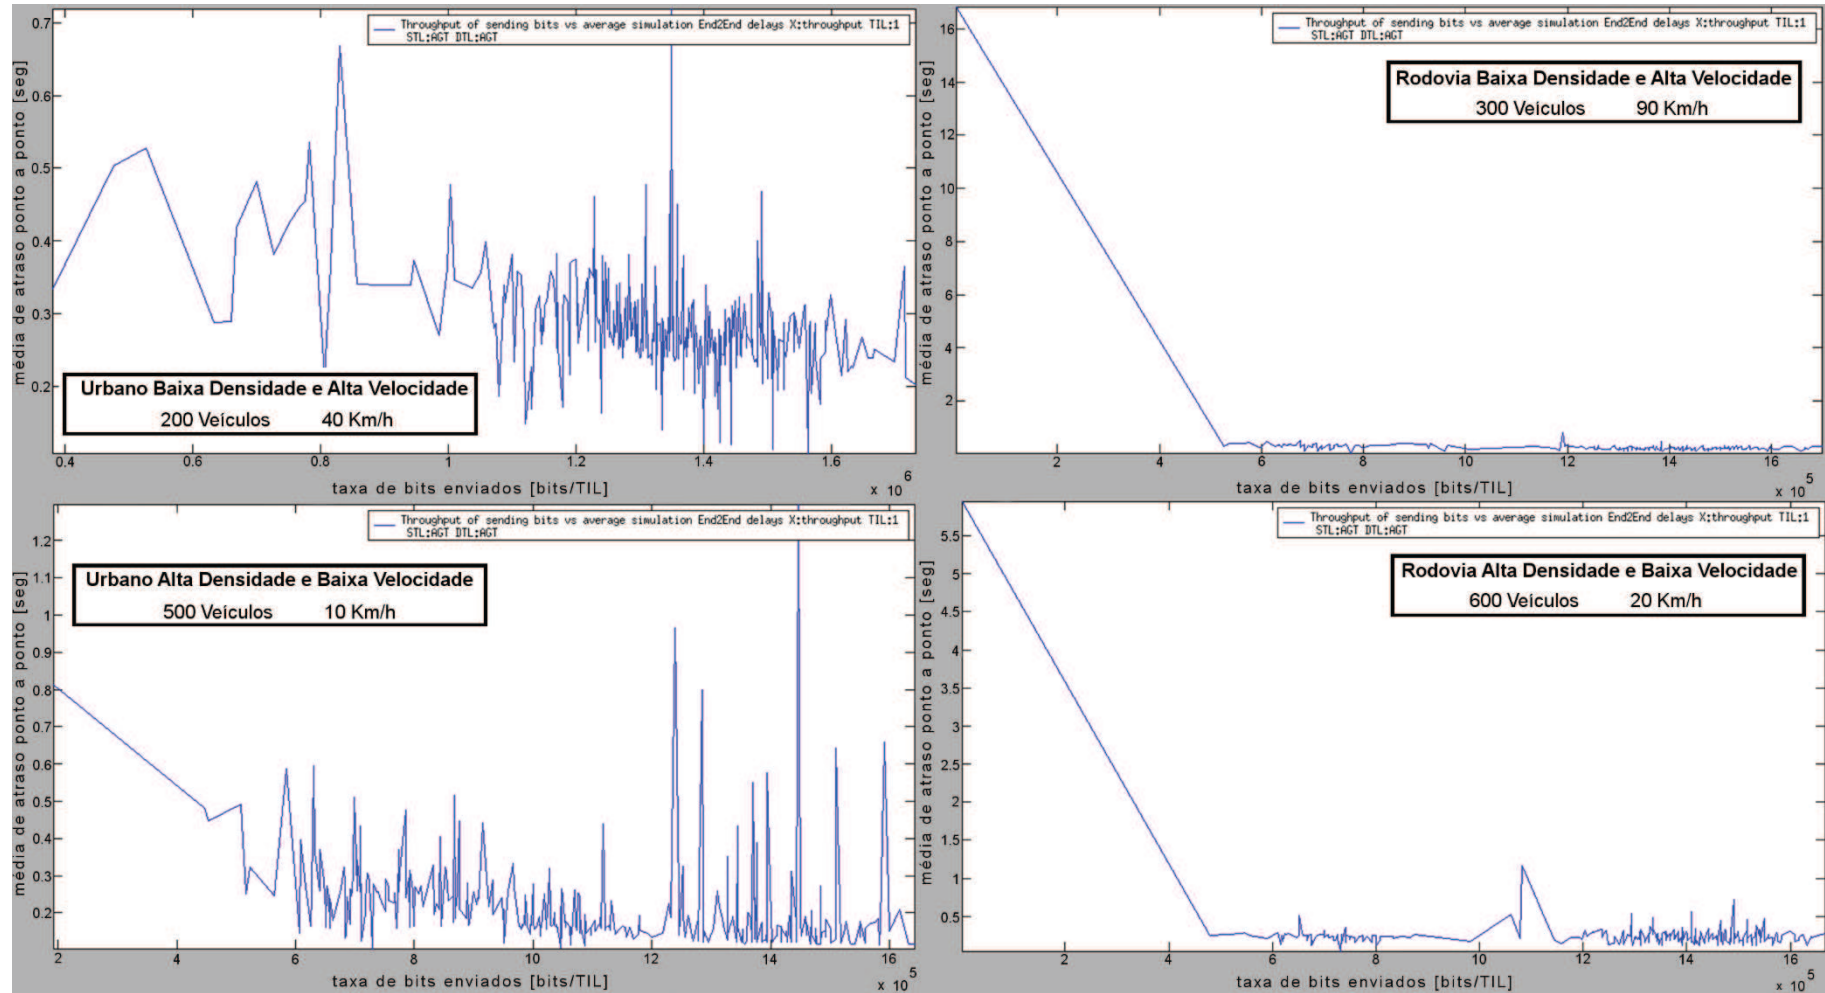 Throughput of sending bits vs average simulation End2End delays X:throughput TIL:1
STL:AGT DTL:AGT
média de atraso ponto a ponto [seg]
0.7
0.6
0.5
0.4
0.3
0.2
Urbano Baixa Densidade e Alta Velocidade
200 Veículos 40 Km/h
0.4 0.6 0.8 1 1.2 1.4 1.6
taxa de bits enviados [bits/TIL]
x 10 6
Throughput of sending bits vs average simulation End2End delays X:throughput TIL:1
STL:AGT DTL:AGT
média de atraso ponto a ponto [seg]
16
14
12
10
8
6
4
2
Rodovia Baixa Densidade e Alta Velocidade
300 Veículos 90 Km/h
2 4 6 8 10 12 14 16
taxa de bits enviados [bits/TIL]
x 10 5
Throughput of sending bits vs average simulation End2End delays X:throughput TIL:1
STL:AGT DTL:AGT
média de atraso ponto a ponto [seg]
1.2
1.1
1
0.9
0.8
0.7
0.6
0.5
0.4
0.3
0.2
Urbano Alta Densidade e Baixa Velocidade
500 Veículos 10 Km/h
2 4 6 8 10 12 14 16
taxa de bits enviados [bits/TIL]
x 10 5
Throughput of sending bits vs average simulation End2End delays X:throughput TIL:1
STL:AGT DTL:AGT
média de atraso ponto a ponto [seg]
5.5
5
4.5
4
3.5
3
2.5
2
1.5
1
0.5
Rodovia Alta Densidade e Baixa Velocidade
600 Veículos 20 Km/h
2 4 6 8 10 12 14 16
taxa de bits enviados [bits/TIL]
x 10 5